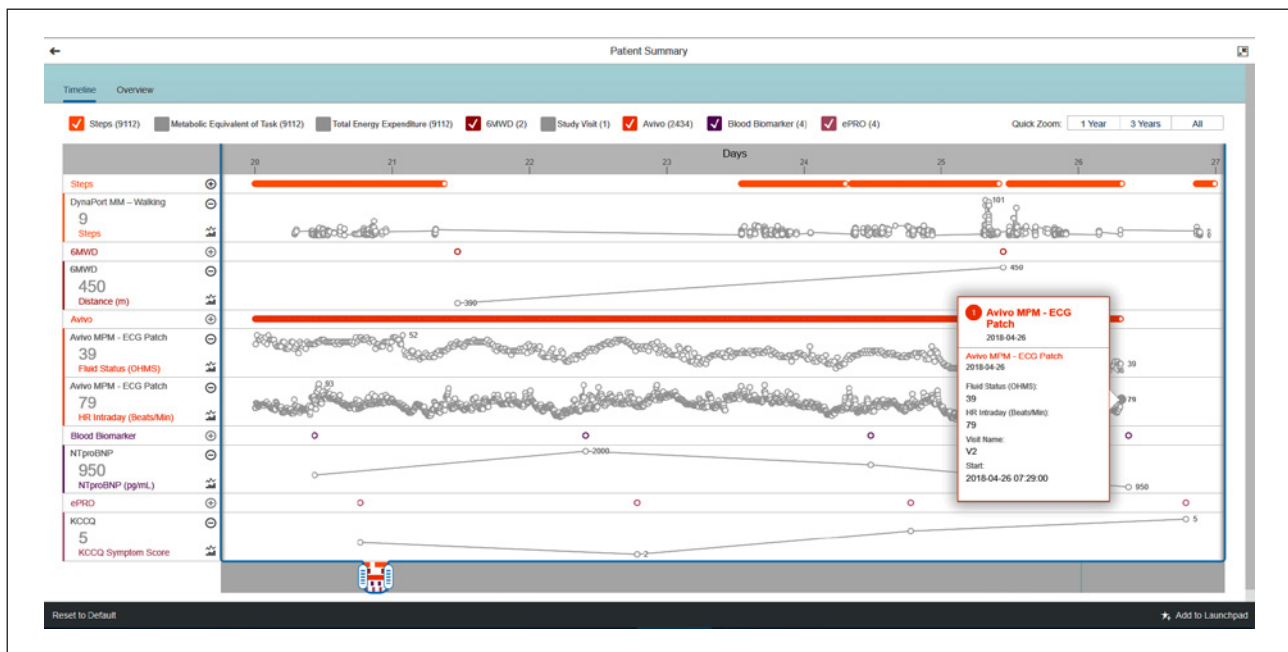 Patient Summary
Timeline Overview
Steps (9112) Metabolic Equivalent of Task (9112) Total Energy Expenditure (9112) 6MWD (2) Study Visit (1) Avivo (2434) Blood Biomarker (4) ePRO (4) Quick Zoom: 1 Year 3 Years All
Days
20 21 22 23 24 25 26 27
Steps
DynaPort MM – Walking
9
Steps
101
6MWD
6MWD
450
Distance (m)
390
450
Avivo
Avivo MPM - ECG Patch
39
Fluid Status (OHMS)
52
39
Avivo MPM - ECG Patch
79
HR Intraday (Beats/Min)
93
79
Blood Biomarker
NTproBNP
950
NTproBNP (pg/mL)
2000
950
ePRO
KCCQ
5
KCCQ Symptom Score
2
5
1 Avivo MPM - ECG
Patch
2018-04-26
Avivo MPM - ECG Patch
2018-04-26
Fluid Status (OHMS):
39
HR Intraday (Beats/Min):
79
Visit Name:
V2
Start:
2018-04-26 07:29:00
Reset to Default Add to Launchpad